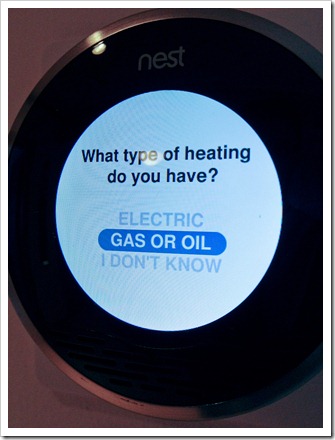 nest
What type of heating
do you have?
ELECTRIC
GAS OR OIL
I DON'T KNOW